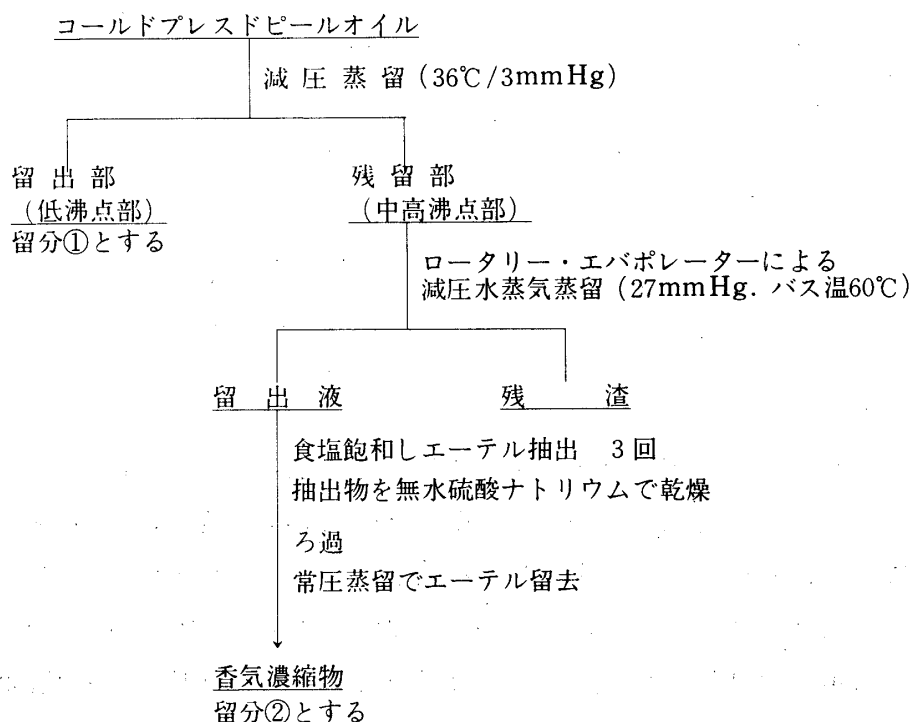 コールドプレスドピールオイル
減圧蒸留(36℃/3mmHg)
留出部
(低沸点部)
留分①とする
残留部
(中高沸点部)
ロータリー・エバポレーターによる
減圧水蒸気蒸留(27mmHg. バス温60℃)
留出液
残渣
食塩飽和しエーテル抽出 3回
抽出物を無水硫酸ナトリウムで乾燥
ろ過
常圧蒸留でエーテル留去
香気濃縮物
留分②とする